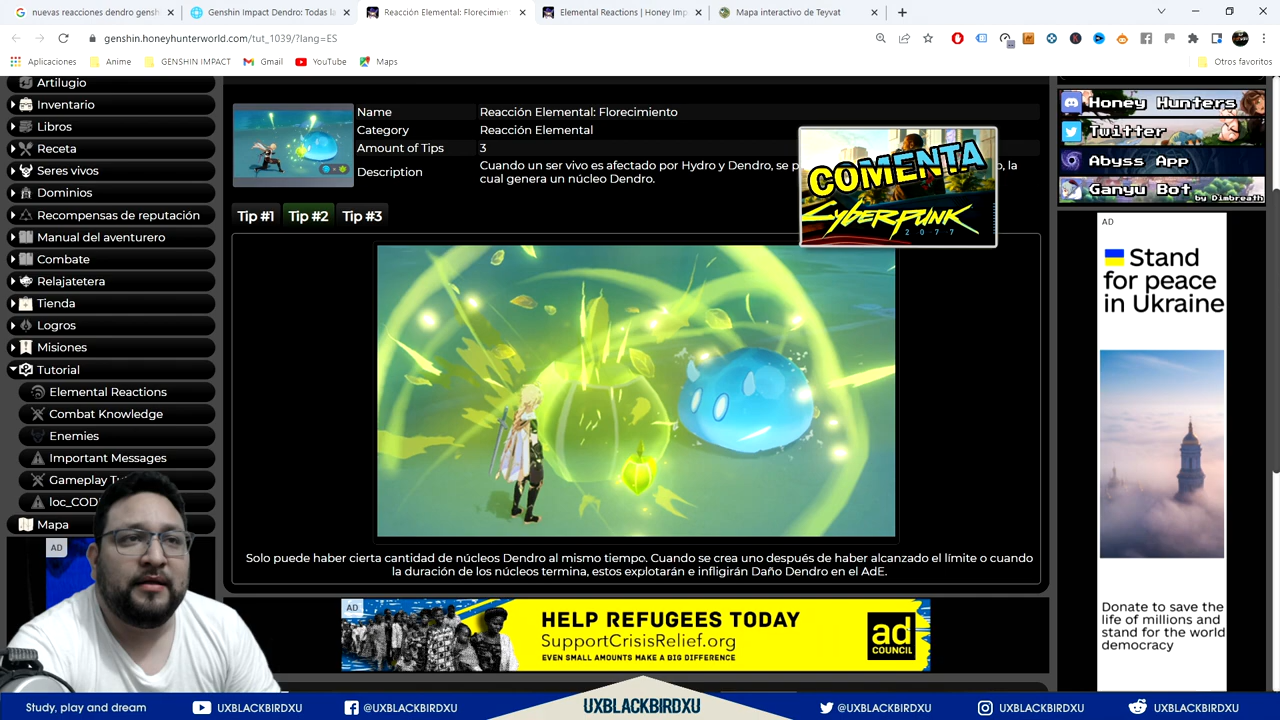 nuevas reacciones dendro gensh
Genshin Impact Dendro: Todas la
Reacción Elemental: Florecimient
Elemental Reactions | Honey Imp
Mapa interactivo de Teyvat
genshin.honeyhunterworld.com/tut_1039/?lang=ES
Aplicaciones
Anime
GENSHIN IMPACT
Gmail
YouTube
Maps
Otros favoritos
Artilugio
Inventario
Libros
Receta
Seres vivos
Dominios
Recompensas de reputación
Manual del aventurero
Combate
Relajatetera
Tienda
Logros
Misiones
Tutorial
Elemental Reactions
Combat Knowledge
Enemies
Important Messages
Gameplay Tu
loc_CODE
Mapa
AD
Name Reacción Elemental: Florecimiento
Category Reacción Elemental
Amount of Tips 3
Description Cuando un ser vivo es afectado por Hydro y Dendro, se p o, la
cual genera un núcleo Dendro.
COMENTA
CYBERPUNK
2077
Tip #1 Tip #2 Tip #3
Solo puede haber cierta cantidad de núcleos Dendro al mismo tiempo. Cuando se crea uno después de haber alcanzado el límite o cuando
la duración de los núcleos termina, estos explotarán e infligirán Daño Dendro en el AdE.
AD
HELP REFUGEES TODAY
SupportCrisisRelief.org
EVEN SMALL AMOUNTS MAKE A BIG DIFFERENCE
ad
COUNCIL
Honey Hunters
Twitter
Abyss App
Ganyu Bot
by Dimbreath
AD
Stand
for peace
in Ukraine
Donate to save the
life of millions and
stand for the world
democracy
Study, play and dream
UXBLACKBIRDXU
@UXBLACKBIRDXU
UXBLACKBIRDXU
@UXBLACKBIRDXU
UXBLACKBIRDXU
UXBLACKBIRDXU